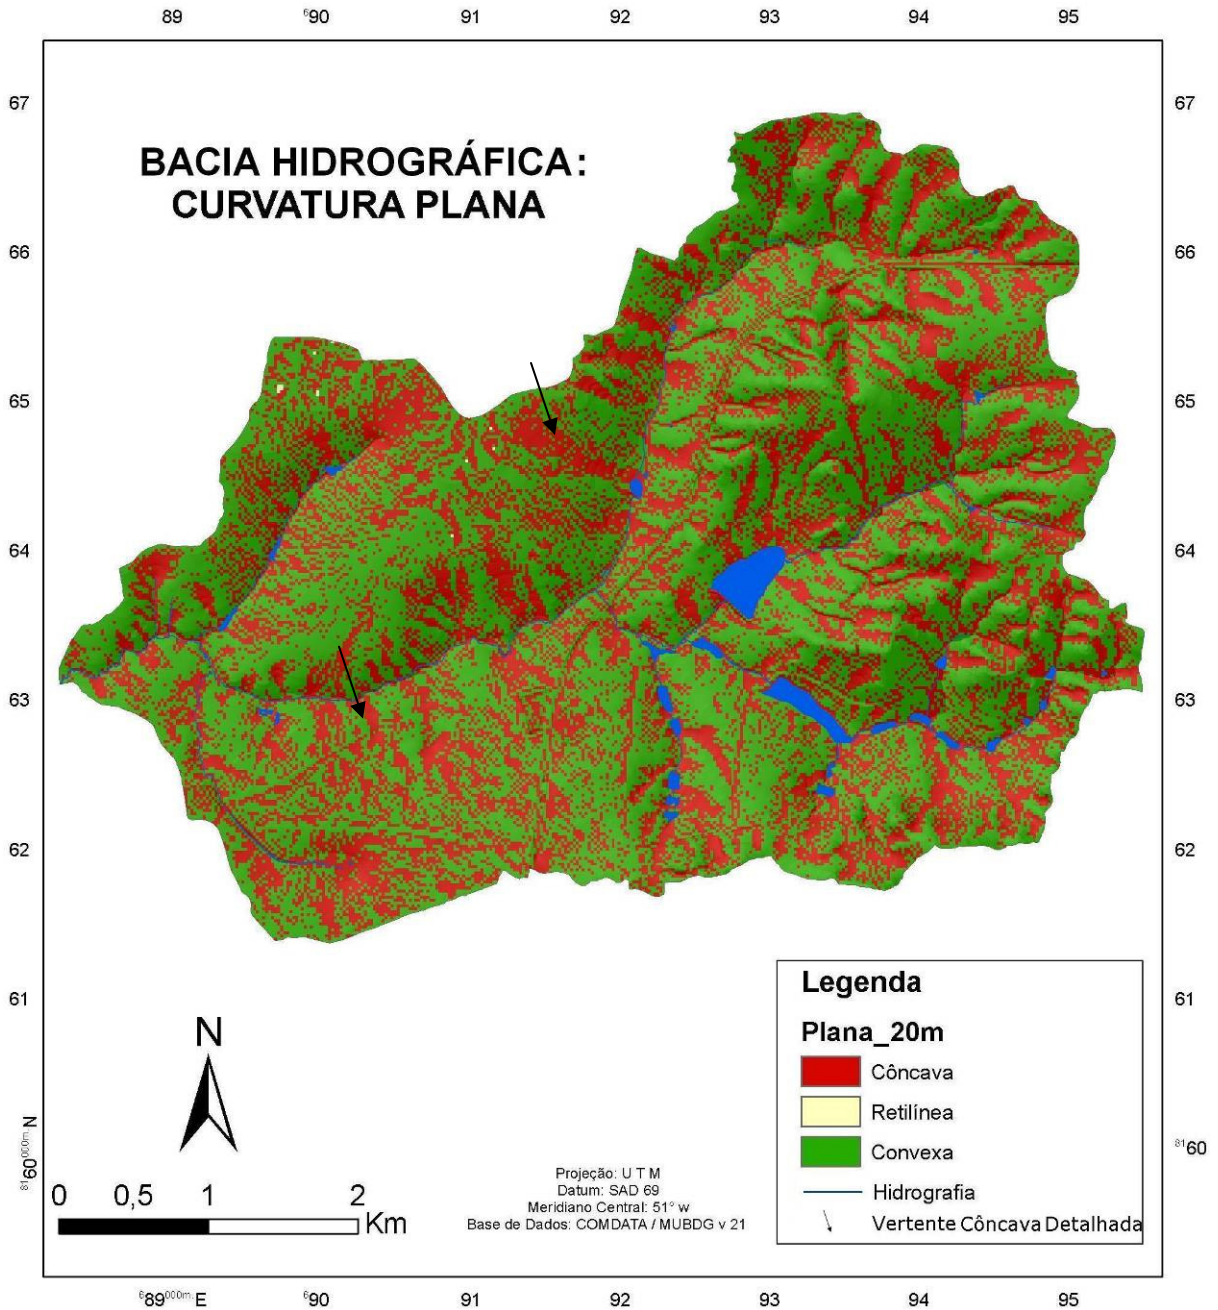 89 ⁶90 91 92 93 94 95
67 67
BACIA HIDROGRÁFICA:
CURVATURA PLANA
66 66
65 65
64 64
63 63
62 62
61 61
Legenda
Plana_20m
Côncava
Retilínea
Convexa
Hidrografia
Vertente Côncava Detalhada
N
⁸¹60⁰⁰⁰ᵐ·N
⁸¹60
0 0,5 1 2
Km
Projeção: U T M
Datum: SAD 69
Meridiano Central: 51° w
Base de Dados: COMDATA / MUBDG v 21
⁶89⁰⁰⁰ᵐ·E ⁶90 91 92 93 94 95